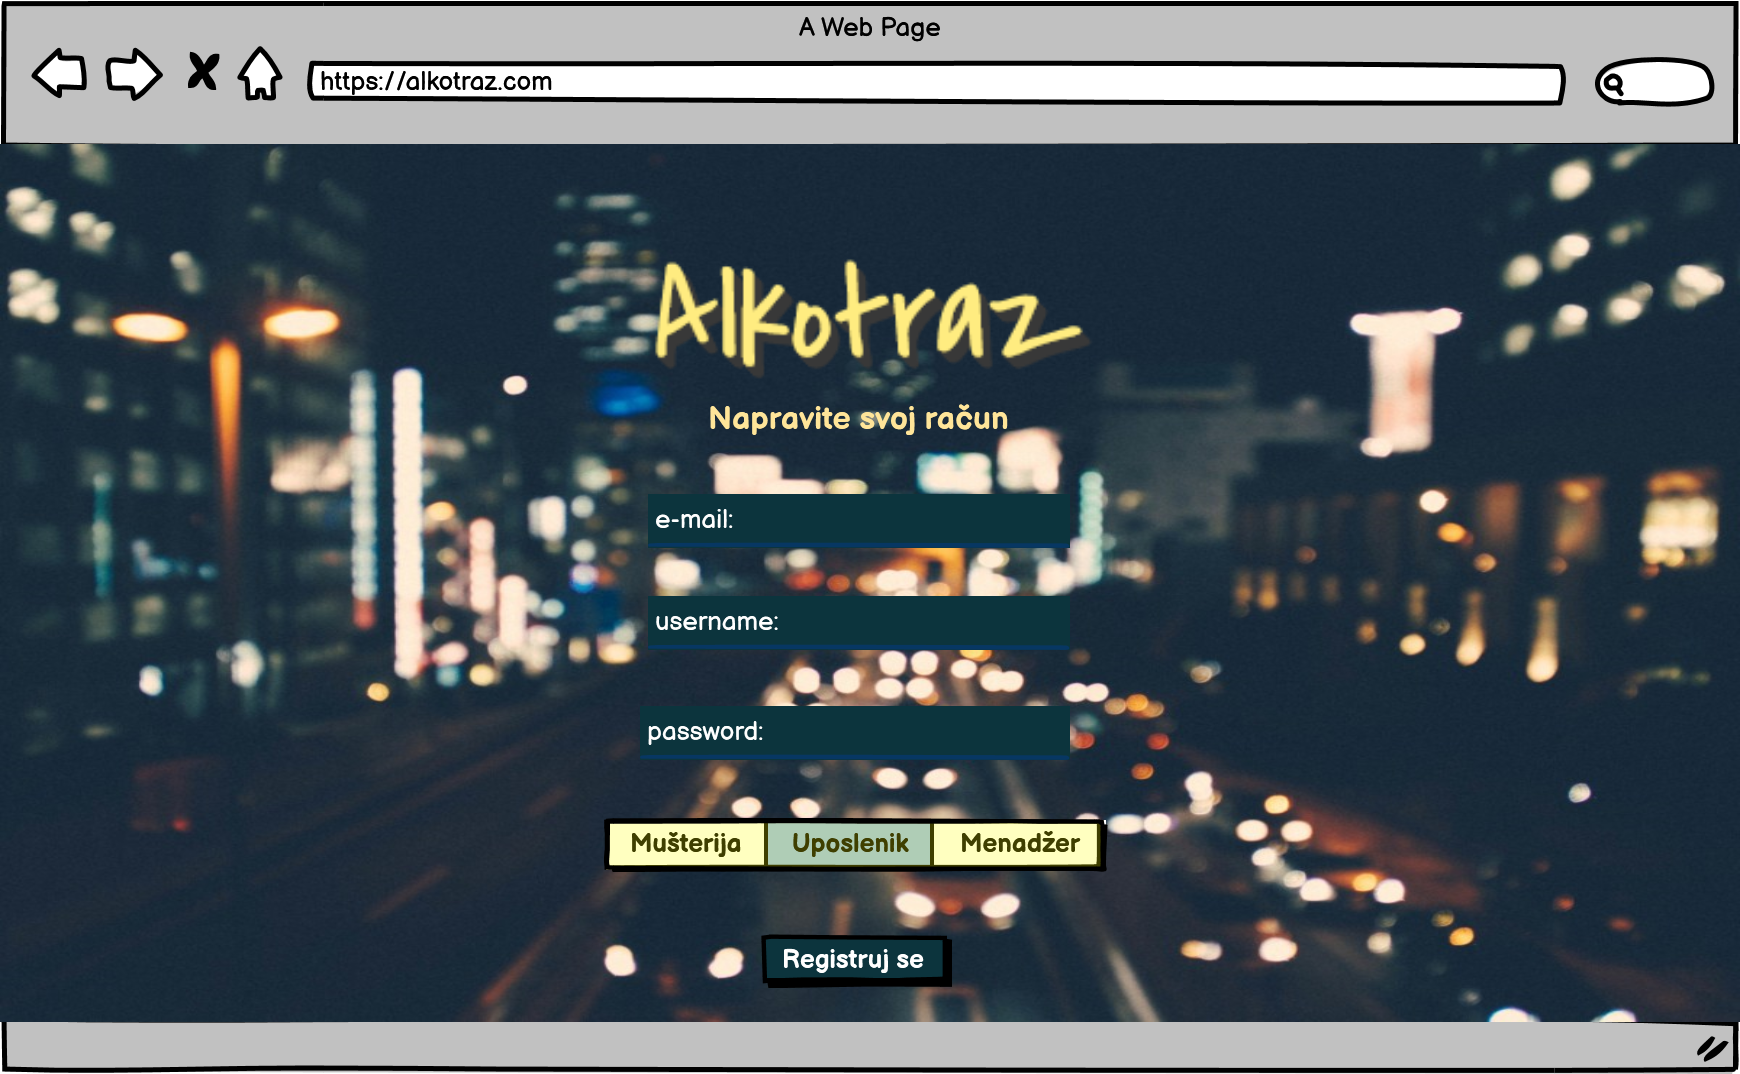 A Web Page
https://alkotraz.com
Alkotraz
Napravite svoj račun
e-mail:
username:
password:
Mušterija Uposlenik Menadžer
Registruj se